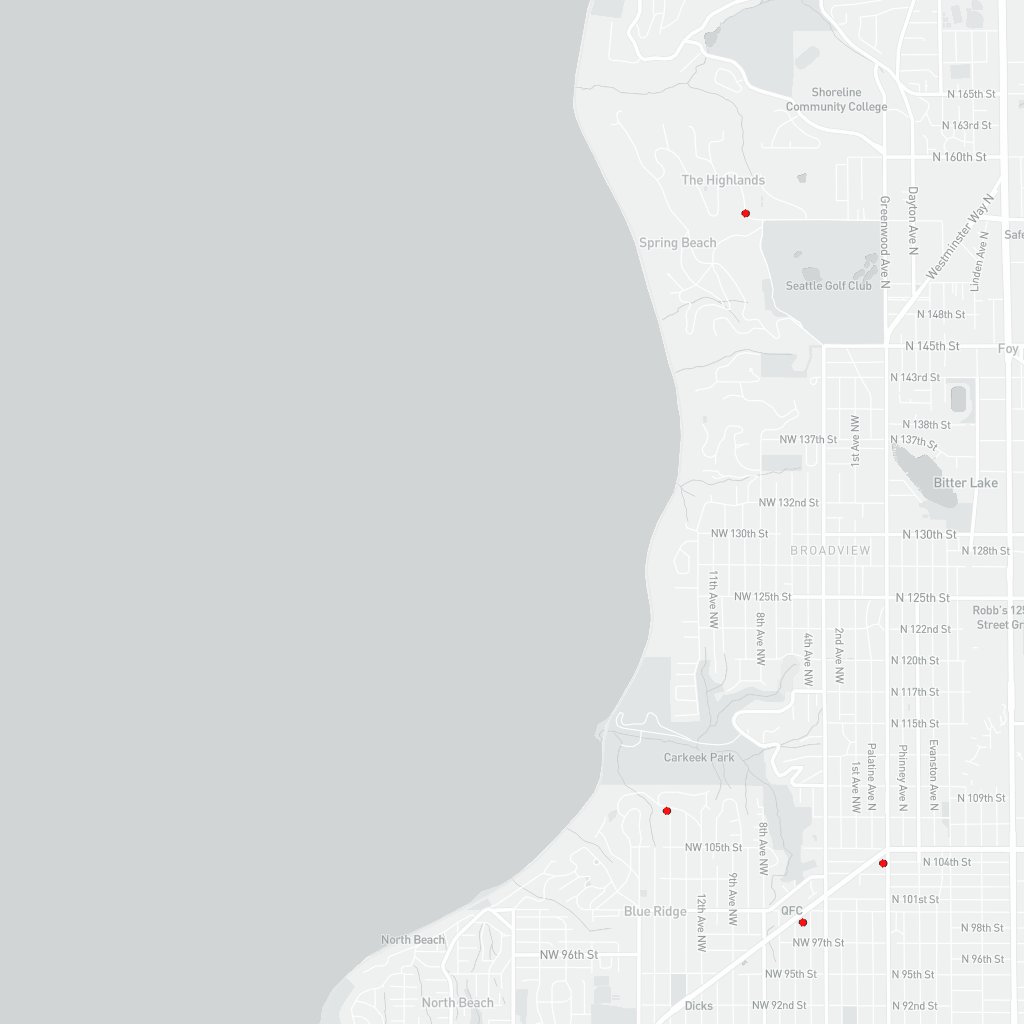 N 165th St
Shoreline
Community College
N 163rd St
N 160th St
The Highlands
Greenwood Ave N
Dayton Ave N
Westminster Way N
Linden Ave N
Safe
Spring Beach
Seattle Golf Club
N 148th St
N 145th St
Foy
N 143rd St
1st Ave NW
N 138th St
NW 137th St
N 137th St
Bitter Lake
NW 132nd St
NW 130th St
N 130th St
BROADVIEW
N 128th St
11th Ave NW
NW 125th St
N 125th St
8th Ave NW
4th Ave NW
2nd Ave NW
Robb's 125
Street Gr
N 122nd St
N 120th St
N 117th St
N 115th St
Carkeek Park
Palatine Ave N
1st Ave NW
Phinney Ave N
Evanston Ave N
N 109th St
8th Ave NW
NW 105th St
N 104th St
9th Ave NW
12th Ave NW
N 101st St
Blue Ridge
QFC
N 98th St
North Beach
NW 97th St
NW 96th St
N 96th St
NW 95th St
N 95th St
North Beach
Dicks
NW 92nd St
N 92nd St